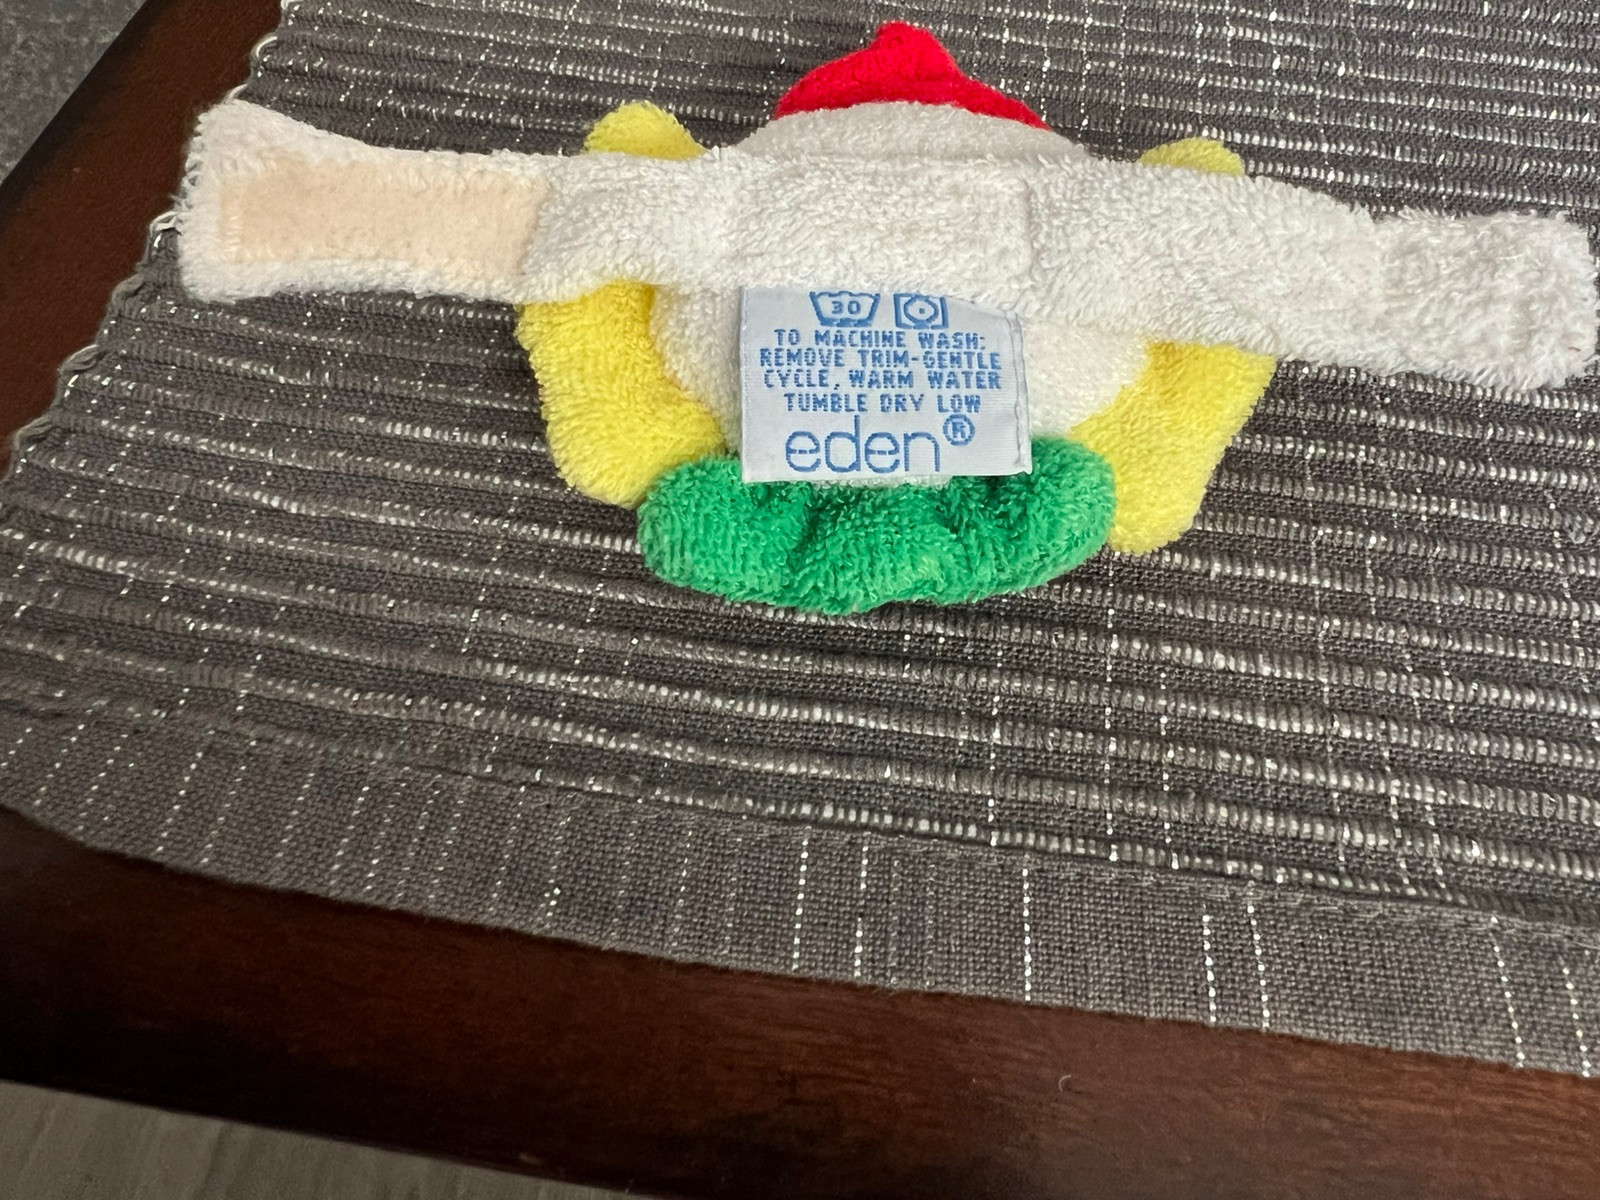 30
TO MACHINE WASH:
REMOVE TRIM-GENTLE
CYCLE, WARM WATER
TUMBLE DRY LOW
eden®